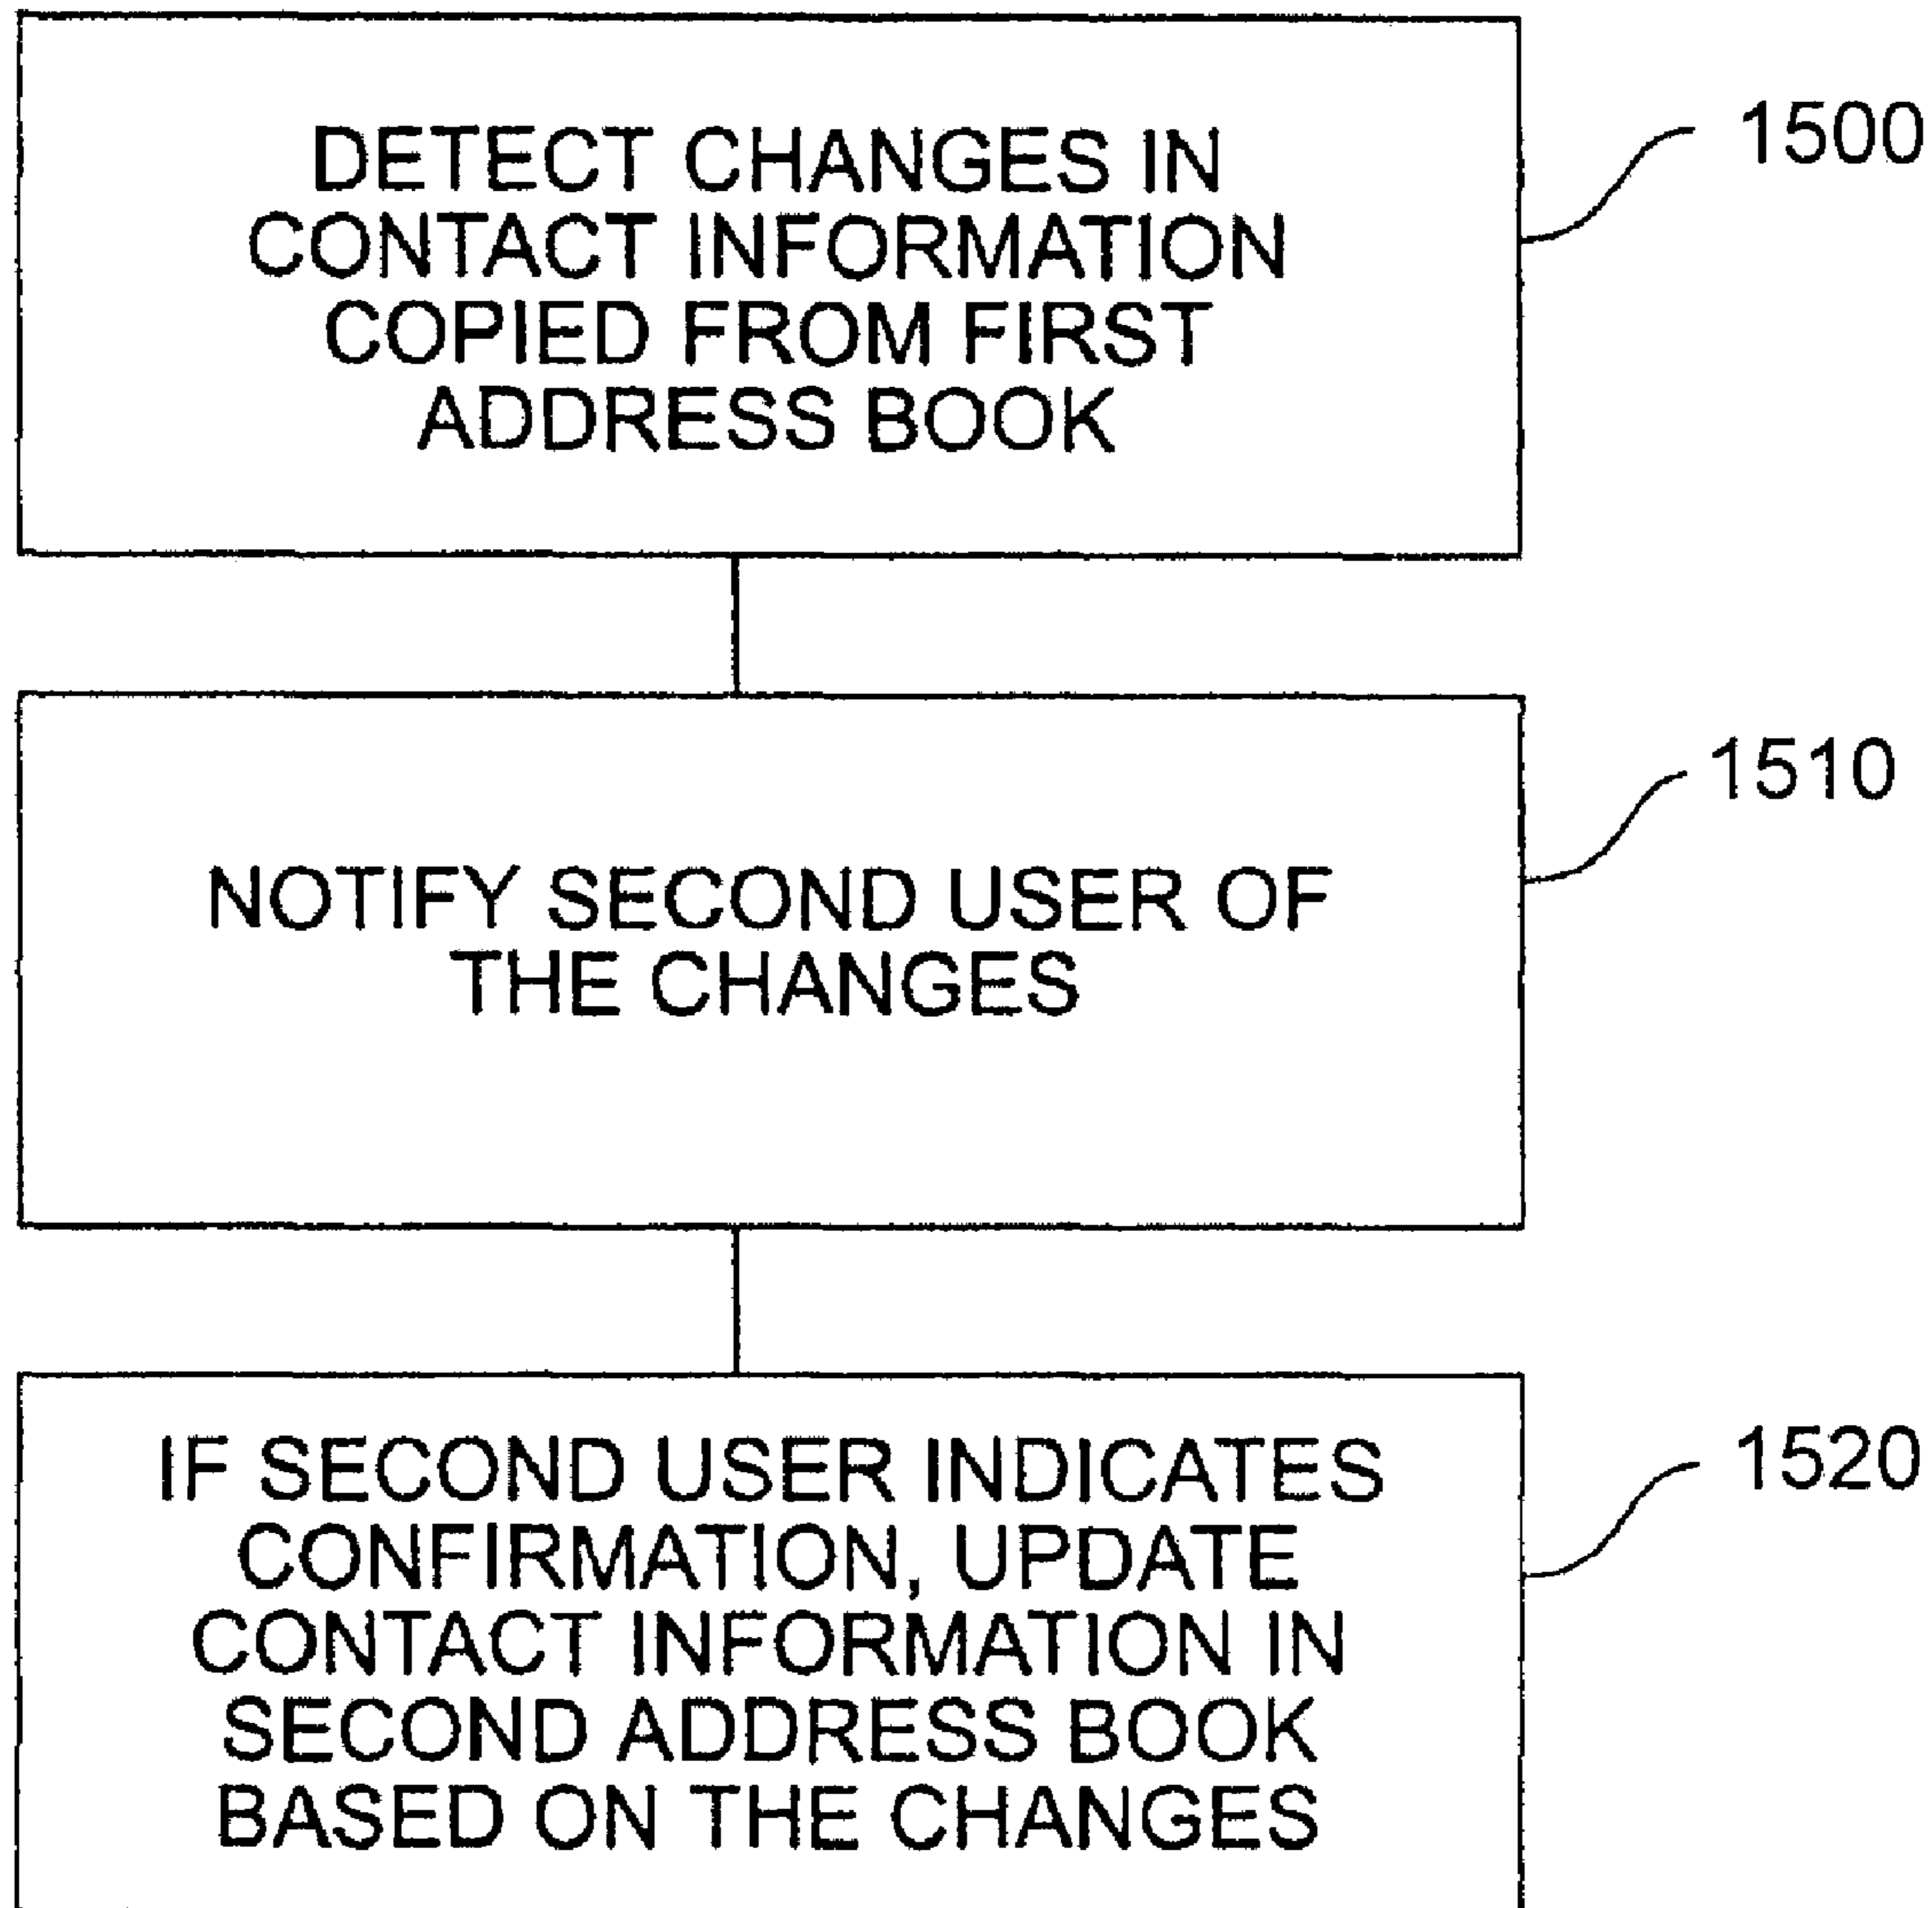 DETECT CHANGES IN
CONTACT INFORMATION
COPIED FROM FIRST
ADDRESS BOOK
1500
NOTIFY SECOND USER OF
THE CHANGES
1510
IF SECOND USER INDICATES
CONFIRMATION, UPDATE
CONTACT INFORMATION IN
SECOND ADDRESS BOOK
BASED ON THE CHANGES
1520